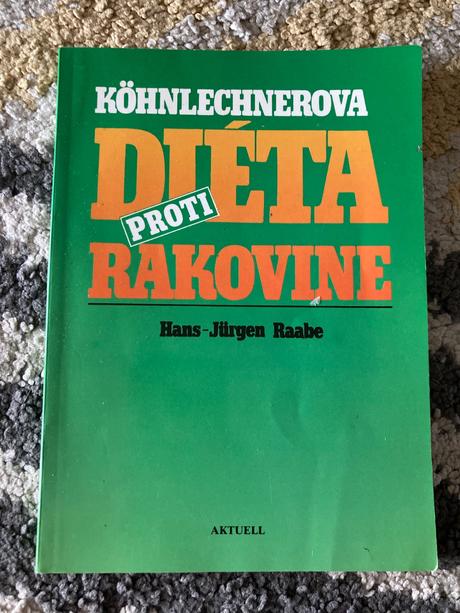 KÖHNLECHNEROVA
DIÉTA
PROTI
RAKOVINE
Hans-Jürgen Raabe
AKTUELL